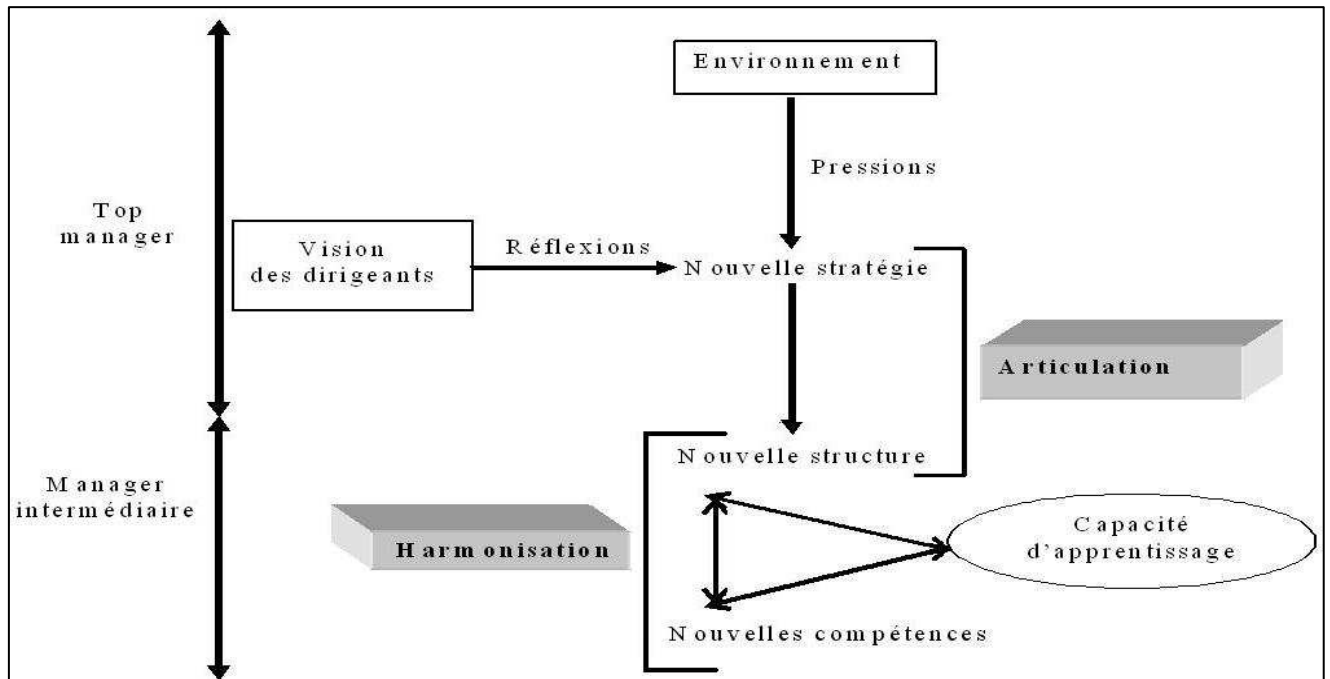 Environnement
Pressions
Top
manager
Vision
des dirigeants
Réflexions
Nouvelle stratégie
Articulation
Nouvelle structure
Manager
intermédiaire
Harmonisation
Capacité
d'apprentissage
Nouvelles compétences